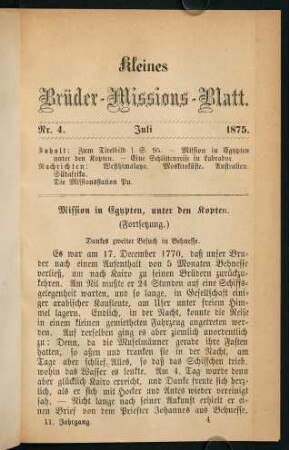 Kleines
Brüder-Missions-Blatt.
Nr. 4. Juli 1875.
Inhalt: Zum Titelbild! S. 95. — Mission in Egypten
unter den Kopten. — Eine Schlittenreise in Labrador.
Nachrichten: Westhimalaya. Moskitoküste. Australien.
Südafrika.
Die Missionsstation Pu.
Mission in Egypten, unter den Kopten.
(Fortsetzung.)
Dankes zweiter Besuch in Behnesse.
Es war am 17. December 1770, daß unser Bru-
der nach einem Aufenthalt von 5 Monaten Behnesse
verließ, um nach Kairo zu seinen Brüdern zurückzu-
kehren. Am Nil mußte er 24 Stunden auf eine Schiffs-
gelegenheit warten, und so lange, in Gesellschaft eini-
ger arabischer Kaufleute, am Ufer unter freiem Him-
mel lagern. Endlich, in der Nacht, konnte die Reise
in einem kleinen gemietheten Fahrzeug angetreten wer-
den. Auf derselben ging es aber ziemlich unordentlich
zu: Denn, da die Muselmänner gerade ihre Fasten
hatten, so aßen und tranken sie in der Nacht, am
Tage aber schlief Alles, so daß das Schifflein trieb,
wohin das Wasser es lenkte. Am 4. Tag wurde denn
aber glücklich Kairo erreicht, und Danke freute sich herz-
lich, als er sich mit Hocker und Antes wieder vereinigt
sah. — Nicht lange nach seiner Ankunft erhielt er ei-
nen Brief von dem Priester Johannes aus Behnesse.
11. Jahrgang. 4